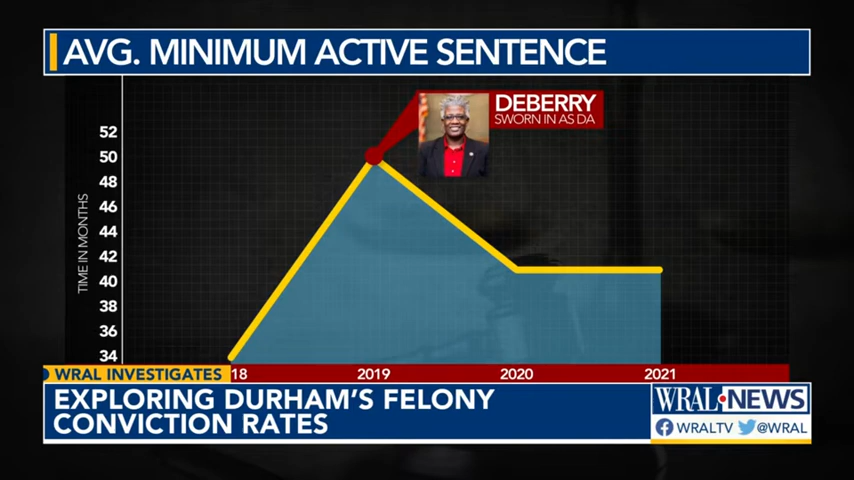 AVG. MINIMUM ACTIVE SENTENCE
DEBERRY
SWORN IN AS DA
TIME IN MONTHS
52
50
48
46
44
42
40
38
36
34
WRAL INVESTIGATES
18
2019
2020
2021
EXPLORING DURHAM'S FELONY
CONVICTION RATES
WRAL NEWS
WRALTV @WRAL